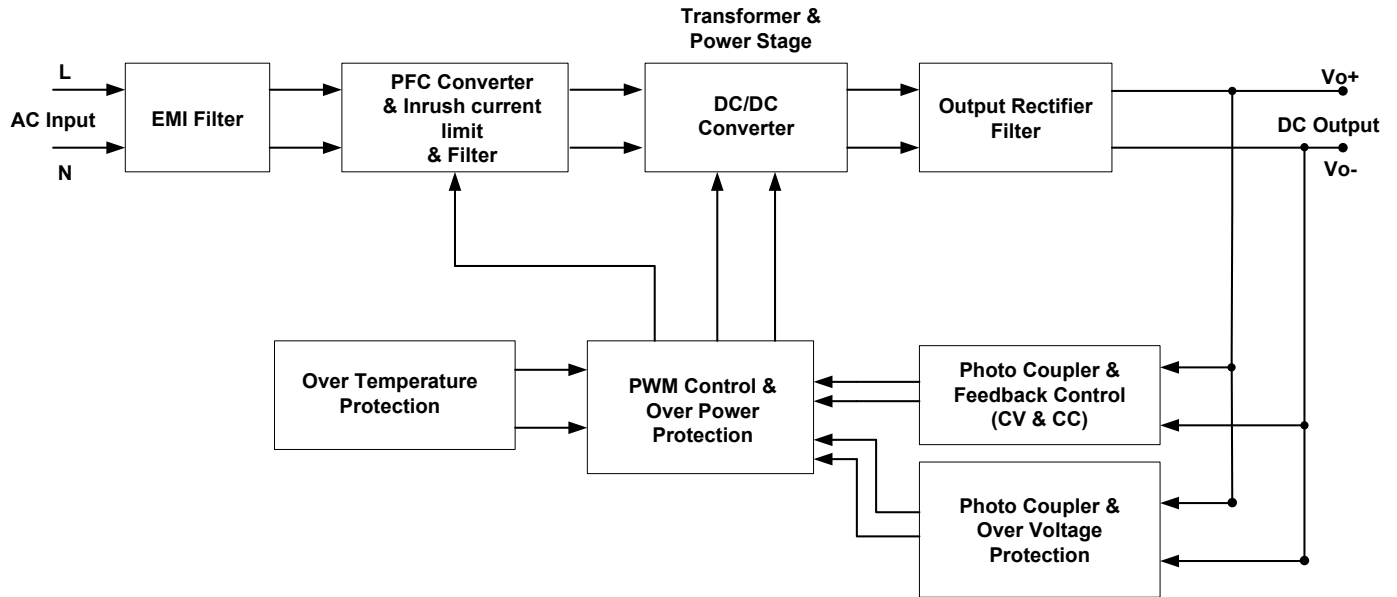 Transformer &
Power Stage
L
AC Input
N
EMI Filter
PFC Converter
& Inrush current
limit
& Filter
DC/DC
Converter
Output Rectifier
Filter
Vo+
DC Output
Vo-
Over Temperature
Protection
PWM Control &
Over Power
Protection
Photo Coupler &
Feedback Control
(CV & CC)
Photo Coupler &
Over Voltage
Protection